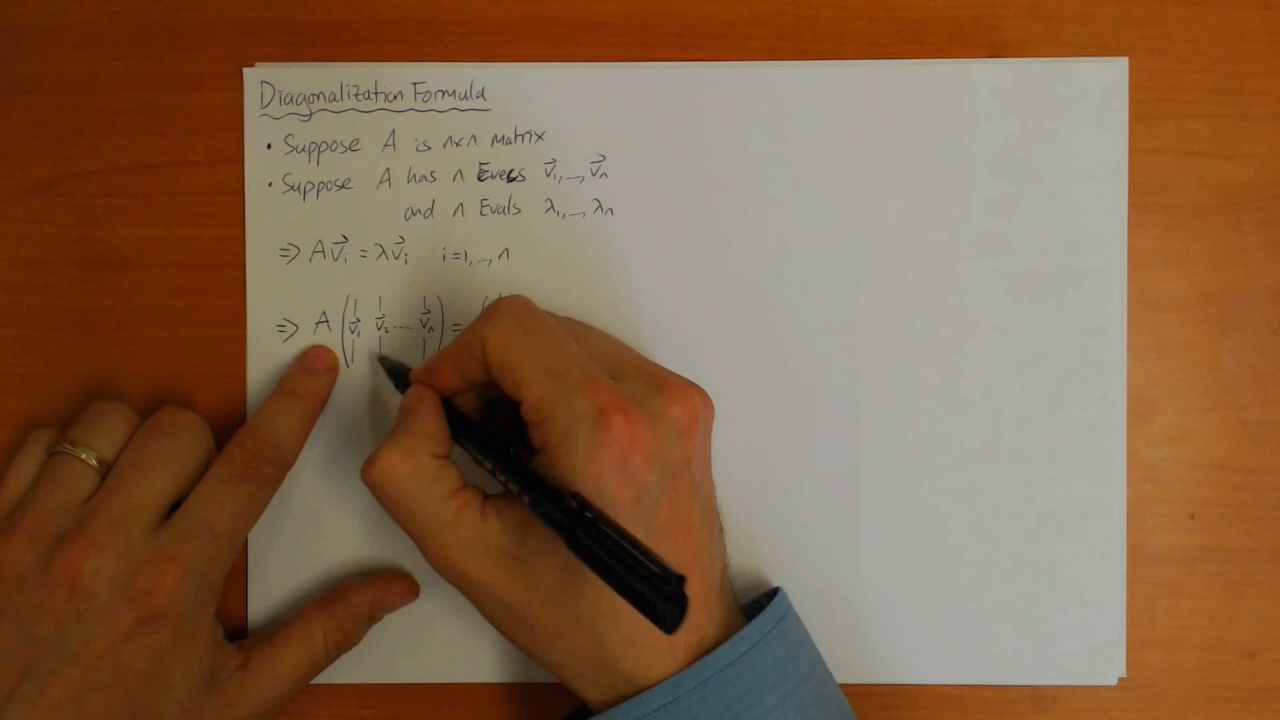 Diagonalization Formula
• Suppose A is n×n matrix
• Suppose A has n Evecs v⃗₁,..., v⃗ₙ
and n Evals λ₁,..., λₙ
⇒ Av⃗ᵢ = λv⃗ᵢ i=1,..., n
⇒ A ( v⃗₁ v⃗₂ .... v⃗ₙ ) = (